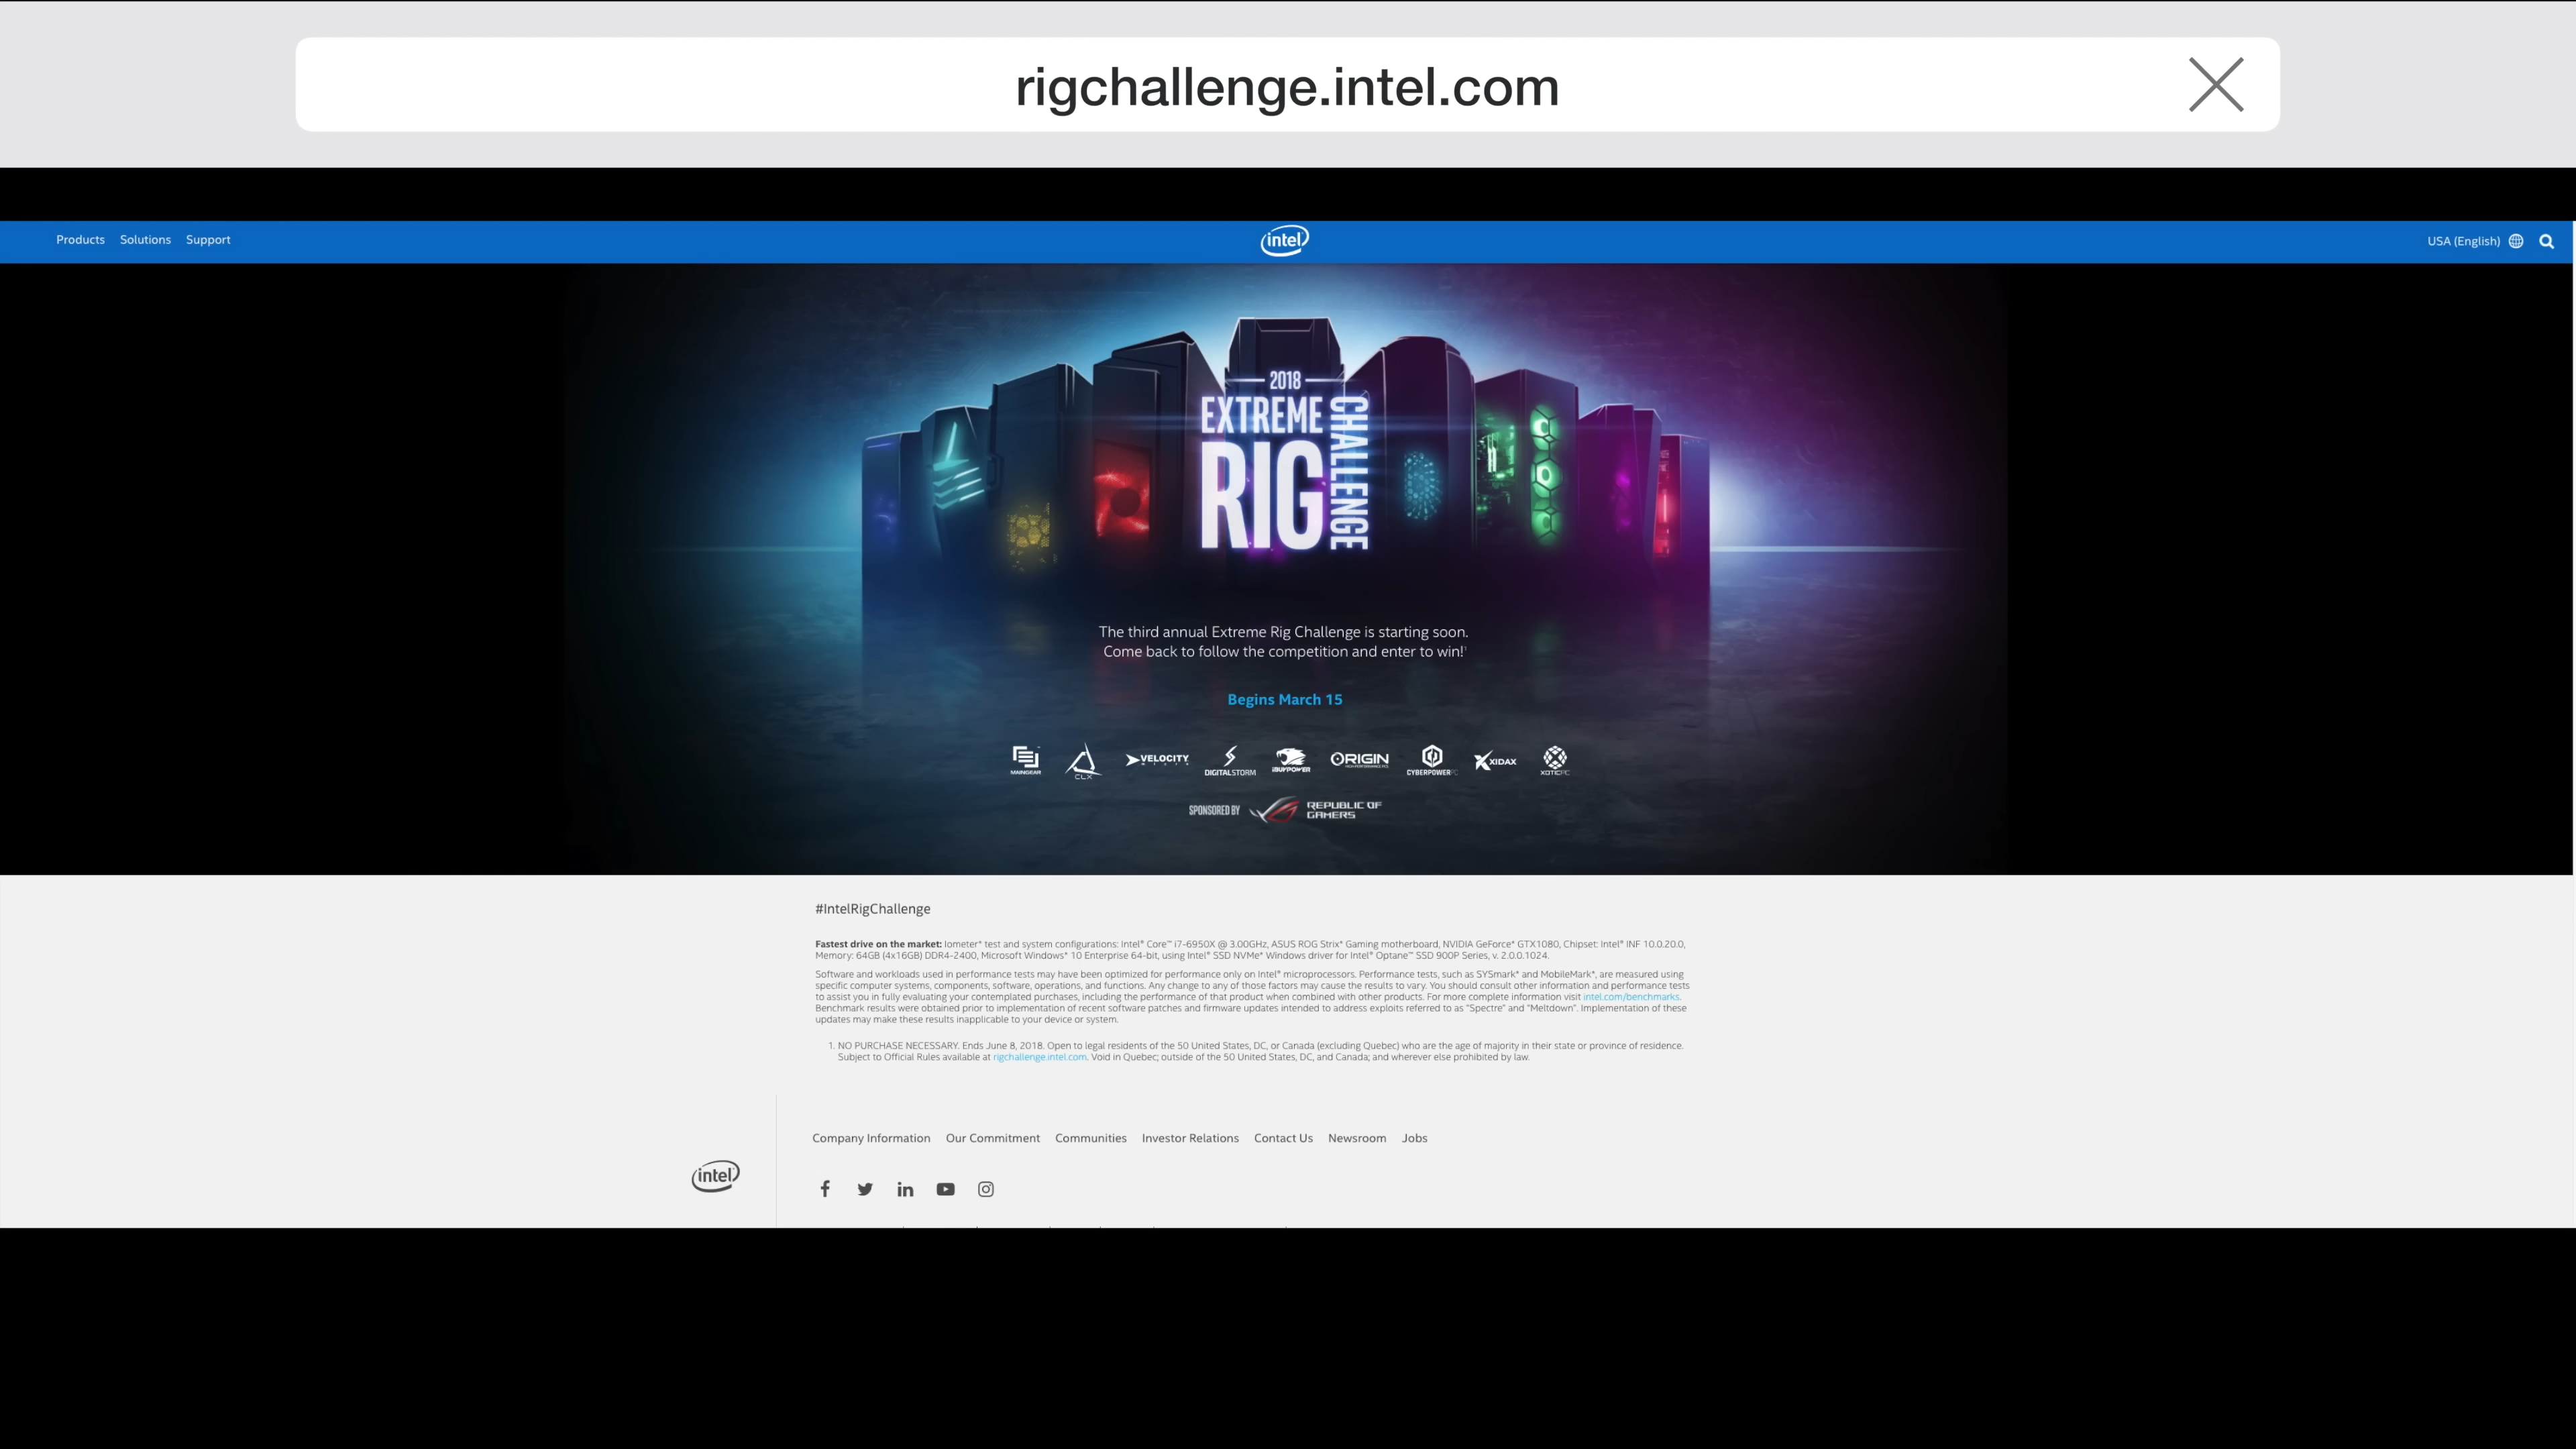 rigchallenge.intel.com
Products Solutions Support
intel
USA (English)
2018
EXTREME
RIG
CHALLENGE
The third annual Extreme Rig Challenge is starting soon.
Come back to follow the competition and enter to win!¹
Begins March 15
MAINGEAR CLX VELOCITY DIGITALSTORM iBUYPOWER ORIGIN CYBERPOWERPC XIDAX XOTICPC
SPONSORED BY REPUBLIC OF
GAMERS
#IntelRigChallenge
Fastest drive on the market: Iometer* test and system configurations: Intel® Core™ i7-6950X @ 3.00GHz, ASUS ROG Strix* Gaming motherboard, NVIDIA GeForce* GTX1080, Chipset: Intel® INF 10.0.20.0,
Memory: 64GB (4x16GB) DDR4-2400, Microsoft Windows* 10 Enterprise 64-bit, using Intel® SSD NVMe* Windows driver for Intel® Optane™ SSD 900P Series, v. 2.0.0.1024.
Software and workloads used in performance tests may have been optimized for performance only on Intel® microprocessors. Performance tests, such as SYSmark* and MobileMark*, are measured using
specific computer systems, components, software, operations, and functions. Any change to any of those factors may cause the results to vary. You should consult other information and performance tests
to assist you in fully evaluating your contemplated purchases, including the performance of that product when combined with other products. For more complete information visit intel.com/benchmarks.
Benchmark results were obtained prior to implementation of recent software patches and firmware updates intended to address exploits referred to as "Spectre" and "Meltdown". Implementation of these
updates may make these results inapplicable to your device or system.
1. NO PURCHASE NECESSARY. Ends June 8, 2018. Open to legal residents of the 50 United States, DC, or Canada (excluding Quebec) who are the age of majority in their state or province of residence.
Subject to Official Rules available at rigchallenge.intel.com. Void in Quebec; outside of the 50 United States, DC, and Canada; and wherever else prohibited by law.
Company Information Our Commitment Communities Investor Relations Contact Us Newsroom Jobs
intel